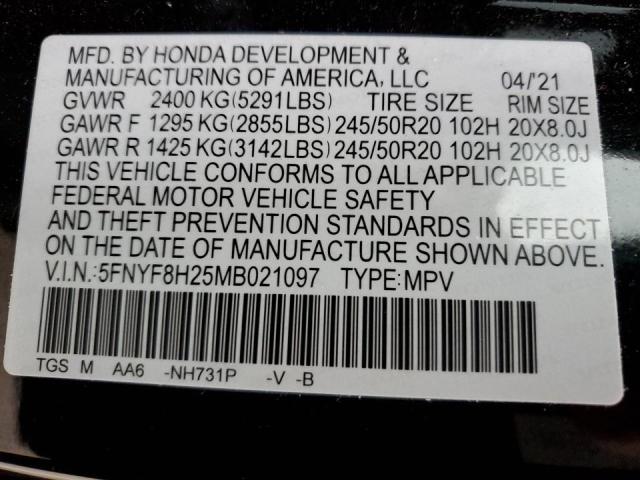 MFD. BY HONDA DEVELOPMENT &
MANUFACTURING OF AMERICA, LLC 04/'21
GVWR 2400 KG(5291LBS) TIRE SIZE RIM SIZE
GAWR F 1295 KG(2855LBS) 245/50R20 102H 20X8.0J
GAWR R 1425 KG(3142LBS) 245/50R20 102H 20X8.0J
THIS VEHICLE CONFORMS TO ALL APPLICABLE
FEDERAL MOTOR VEHICLE SAFETY
AND THEFT PREVENTION STANDARDS IN EFFECT
ON THE DATE OF MANUFACTURE SHOWN ABOVE.
V.I.N.:5FNYF8H25MB021097 TYPE:MPV
TGS M AA6 -NH731P -V -B